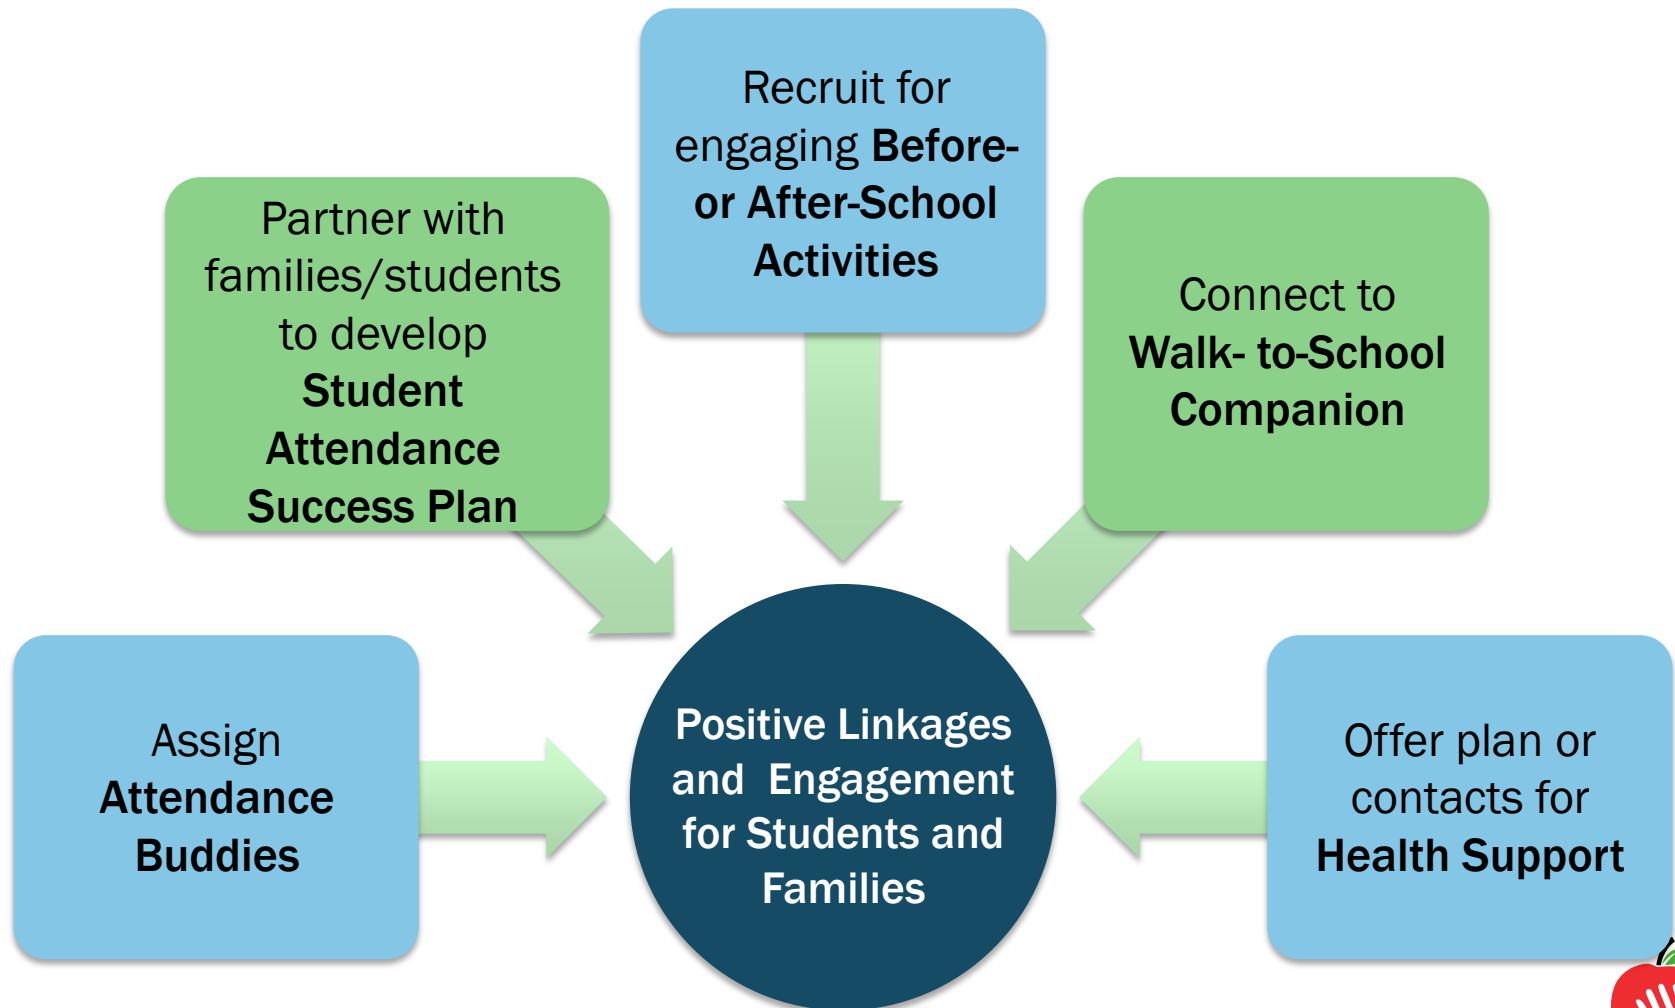 Recruit for
engaging Before-
or After-School
Activities
Partner with
families/students
to develop
Student
Attendance
Success Plan
Connect to
Walk- to-School
Companion
Assign
Attendance
Buddies
Positive Linkages
and  Engagement
for Students and
Families
Offer plan or
contacts for
Health Support